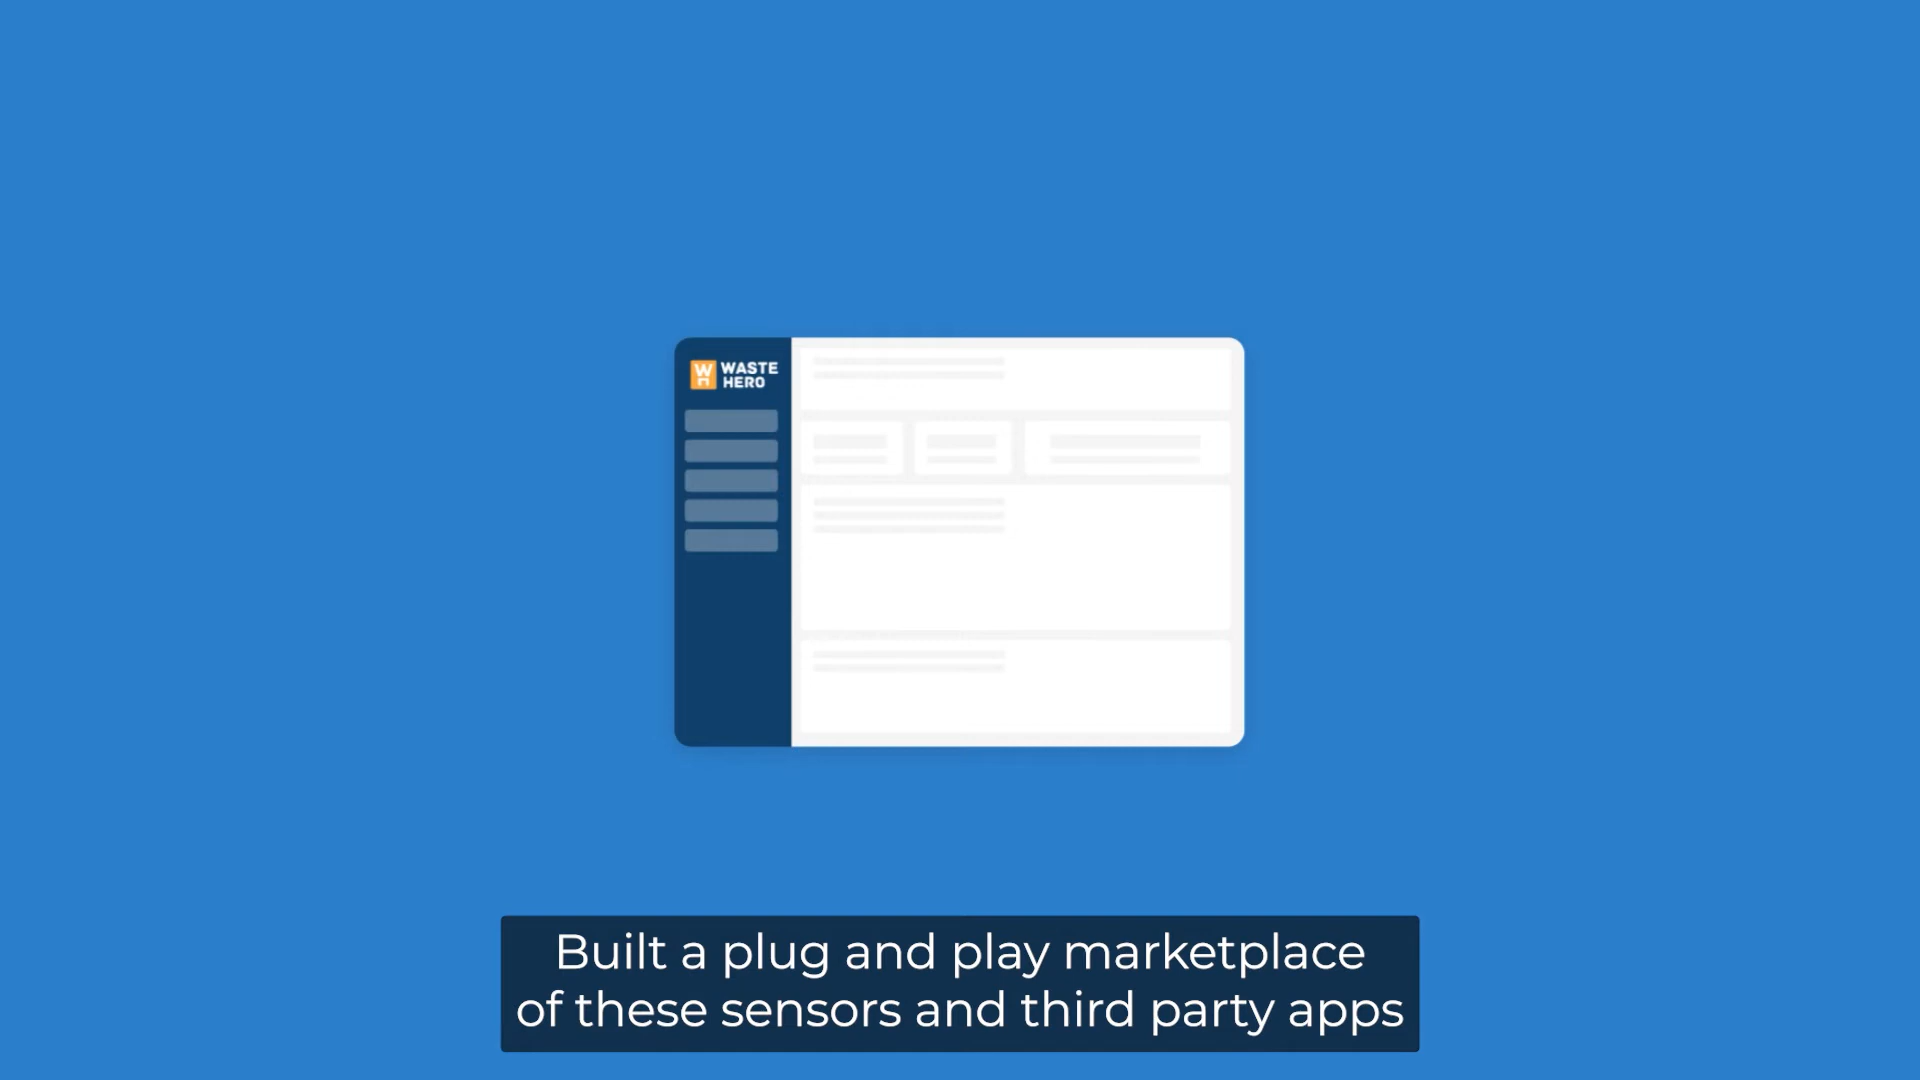 WASTE
HERO
Built a plug and play marketplace
of these sensors and third party apps